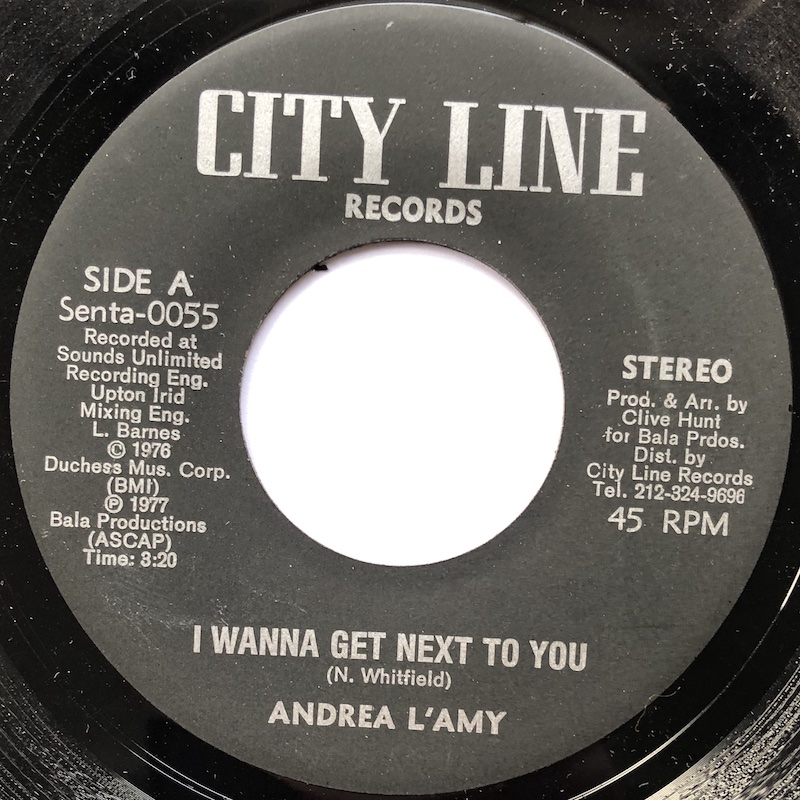 CITY LINE
RECORDS
SIDE A
Senta-0055
Recorded at
Sounds Unlimited
Recording Eng.
Upton Irid
Mixing Eng.
L. Barnes
© 1976
Duchess Mus. Corp.
(BMI)
℗ 1977
Bala Productions
(ASCAP)
Time: 3:20
STEREO
Prod. & Arr. by
Clive Hunt
for Bala Prdos.
Dist. by
City Line Records
Tel. 212-324-9696
45 RPM
I WANNA GET NEXT TO YOU
(N. Whitfield)
ANDREA L'AMY